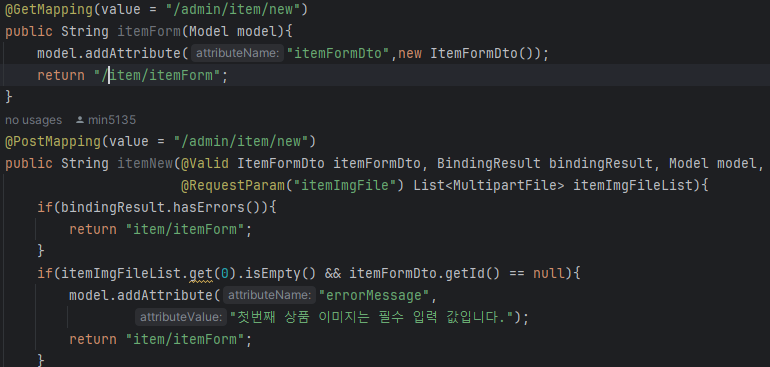 @GetMapping(value = "/admin/item/new")
public String itemForm(Model model){
    model.addAttribute( attributeName: "itemFormDto",new ItemFormDto());
    return "/item/itemForm";
}
no usages   min5135
@PostMapping(value = "/admin/item/new")
public String itemNew(@Valid ItemFormDto itemFormDto, BindingResult bindingResult, Model model,
                      @RequestParam("itemImgFile") List<MultipartFile> itemImgFileList){
    if(bindingResult.hasErrors()){
        return "item/itemForm";
    }
    if(itemImgFileList.get(0).isEmpty() && itemFormDto.getId() == null){
        model.addAttribute( attributeName: "errorMessage",
                attributeValue: "첫번째 상품 이미지는 필수 입력 값입니다.");
        return "item/itemForm";
    }